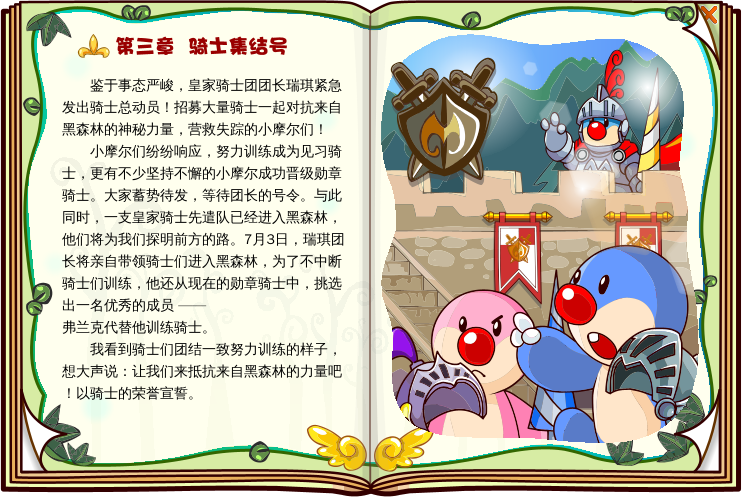 第三章 骑士集结号
鉴于事态严峻，皇家骑士团团长瑞琪紧急
发出骑士总动员！招募大量骑士一起对抗来自
黑森林的神秘力量，营救失踪的小摩尔们！
小摩尔们纷纷响应，努力训练成为见习骑
士，更有不少坚持不懈的小摩尔成功晋级勋章
骑士。大家蓄势待发，等待团长的号令。与此
同时，一支皇家骑士先遣队已经进入黑森林，
他们将为我们探明前方的路。7月3日，瑞琪团
长将亲自带领骑士们进入黑森林，为了不中断
骑士们训练，他还从现在的勋章骑士中，挑选
出一名优秀的成员 ——
弗兰克代替他训练骑士。
我看到骑士们团结一致努力训练的样子，
想大声说：让我们来抵抗来自黑森林的力量吧
！以骑士的荣誉宣誓。